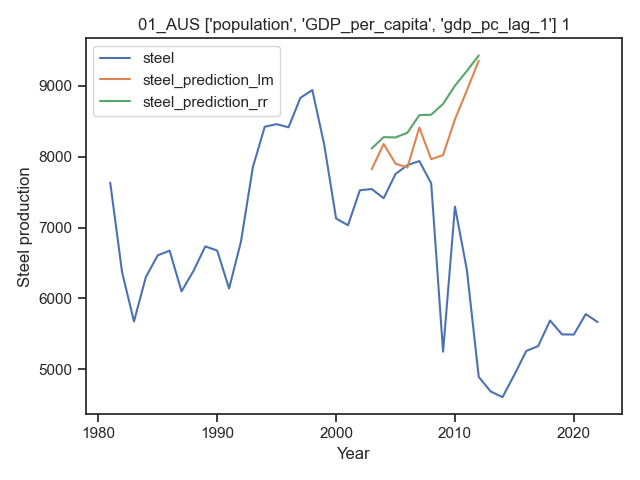 01_AUS ['population', 'GDP_per_capita', 'gdp_pc_lag_1'] 1
steel
steel_prediction_lm
steel_prediction_rr
9000
8000
7000
6000
5000
Steel production
1980
1990
2000
2010
2020
Year